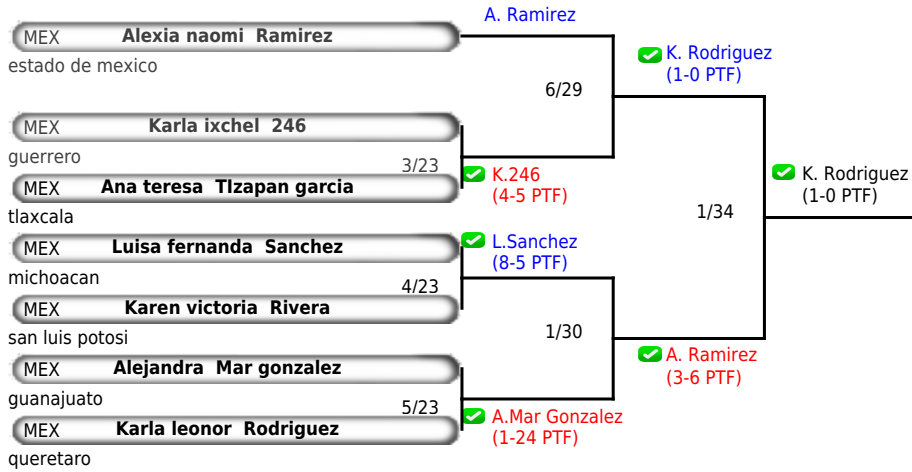 A. Ramirez
MEX Alexia naomi Ramirez
estado de mexico
K. Rodriguez
(1-0 PTF)
6/29
MEX Karla ixchel 246
guerrero
3/23
K.246
(4-5 PTF)
MEX Ana teresa Tlzapan garcia
tlaxcala
K. Rodriguez
(1-0 PTF)
1/34
MEX Luisa fernanda Sanchez
michoacan
L.Sanchez
(8-5 PTF)
4/23
MEX Karen victoria Rivera
san luis potosi
1/30
MEX Alejandra Mar gonzalez
guanajuato
A. Ramirez
(3-6 PTF)
5/23
A.Mar Gonzalez
(1-24 PTF)
MEX Karla leonor Rodriguez
queretaro